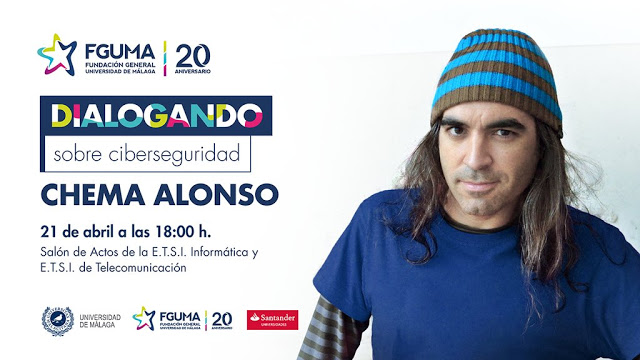 FGUMA
FUNDACIÓN GENERAL
UNIVERSIDAD DE MÁLAGA
20
ANIVERSARIO
DIALOGANDO
sobre ciberseguridad
CHEMA ALONSO
21 de abril a las 18:00 h.
Salón de Actos de la E.T.S.I. Informática y
E.T.S.I. de Telecomunicación
UNIVERSIDAD
DE MÁLAGA
FGUMA
FUNDACIÓN GENERAL
UNIVERSIDAD DE MÁLAGA
20
ANIVERSARIO
Santander
UNIVERSIDADES